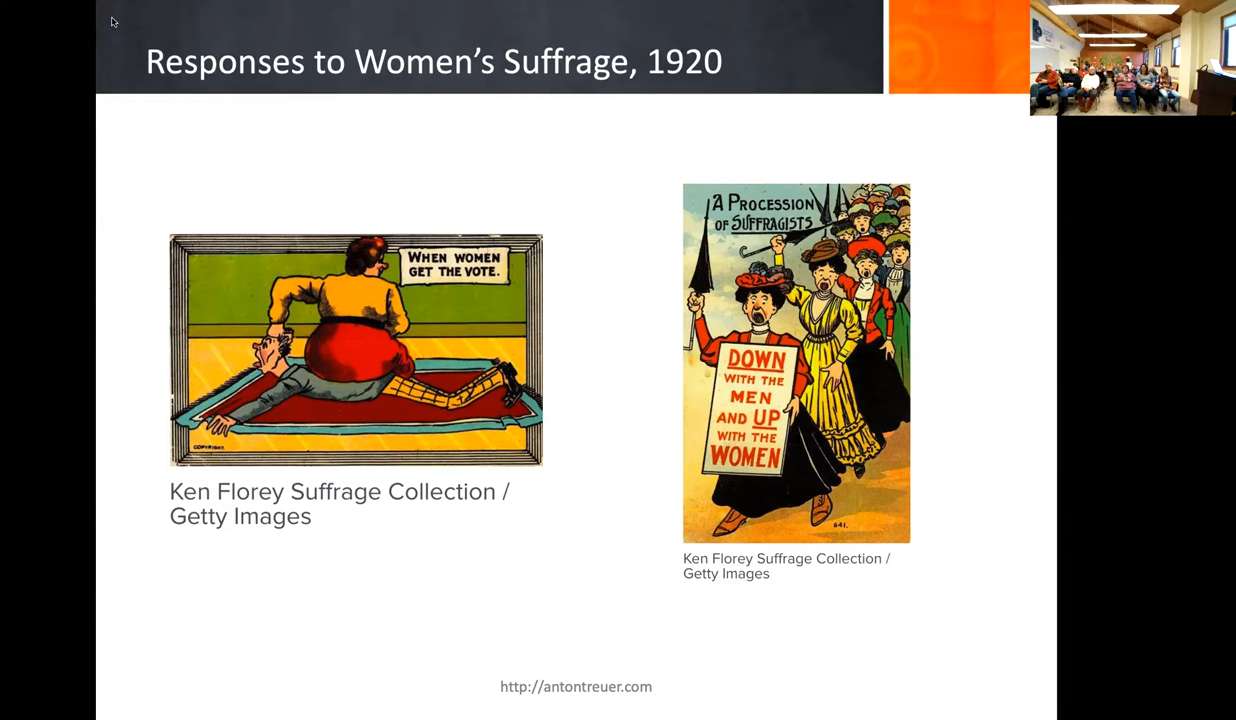 Responses to Women’s Suffrage, 1920
WHEN WOMEN
GET THE VOTE.
COPYRIGHT.
Ken Florey Suffrage Collection /
Getty Images
A PROCESSION
OF SUFFRAGISTS
DOWN
WITH THE
MEN
AND UP
WITH THE
WOMEN
641.
Ken Florey Suffrage Collection /
Getty Images
http://antontreuer.com